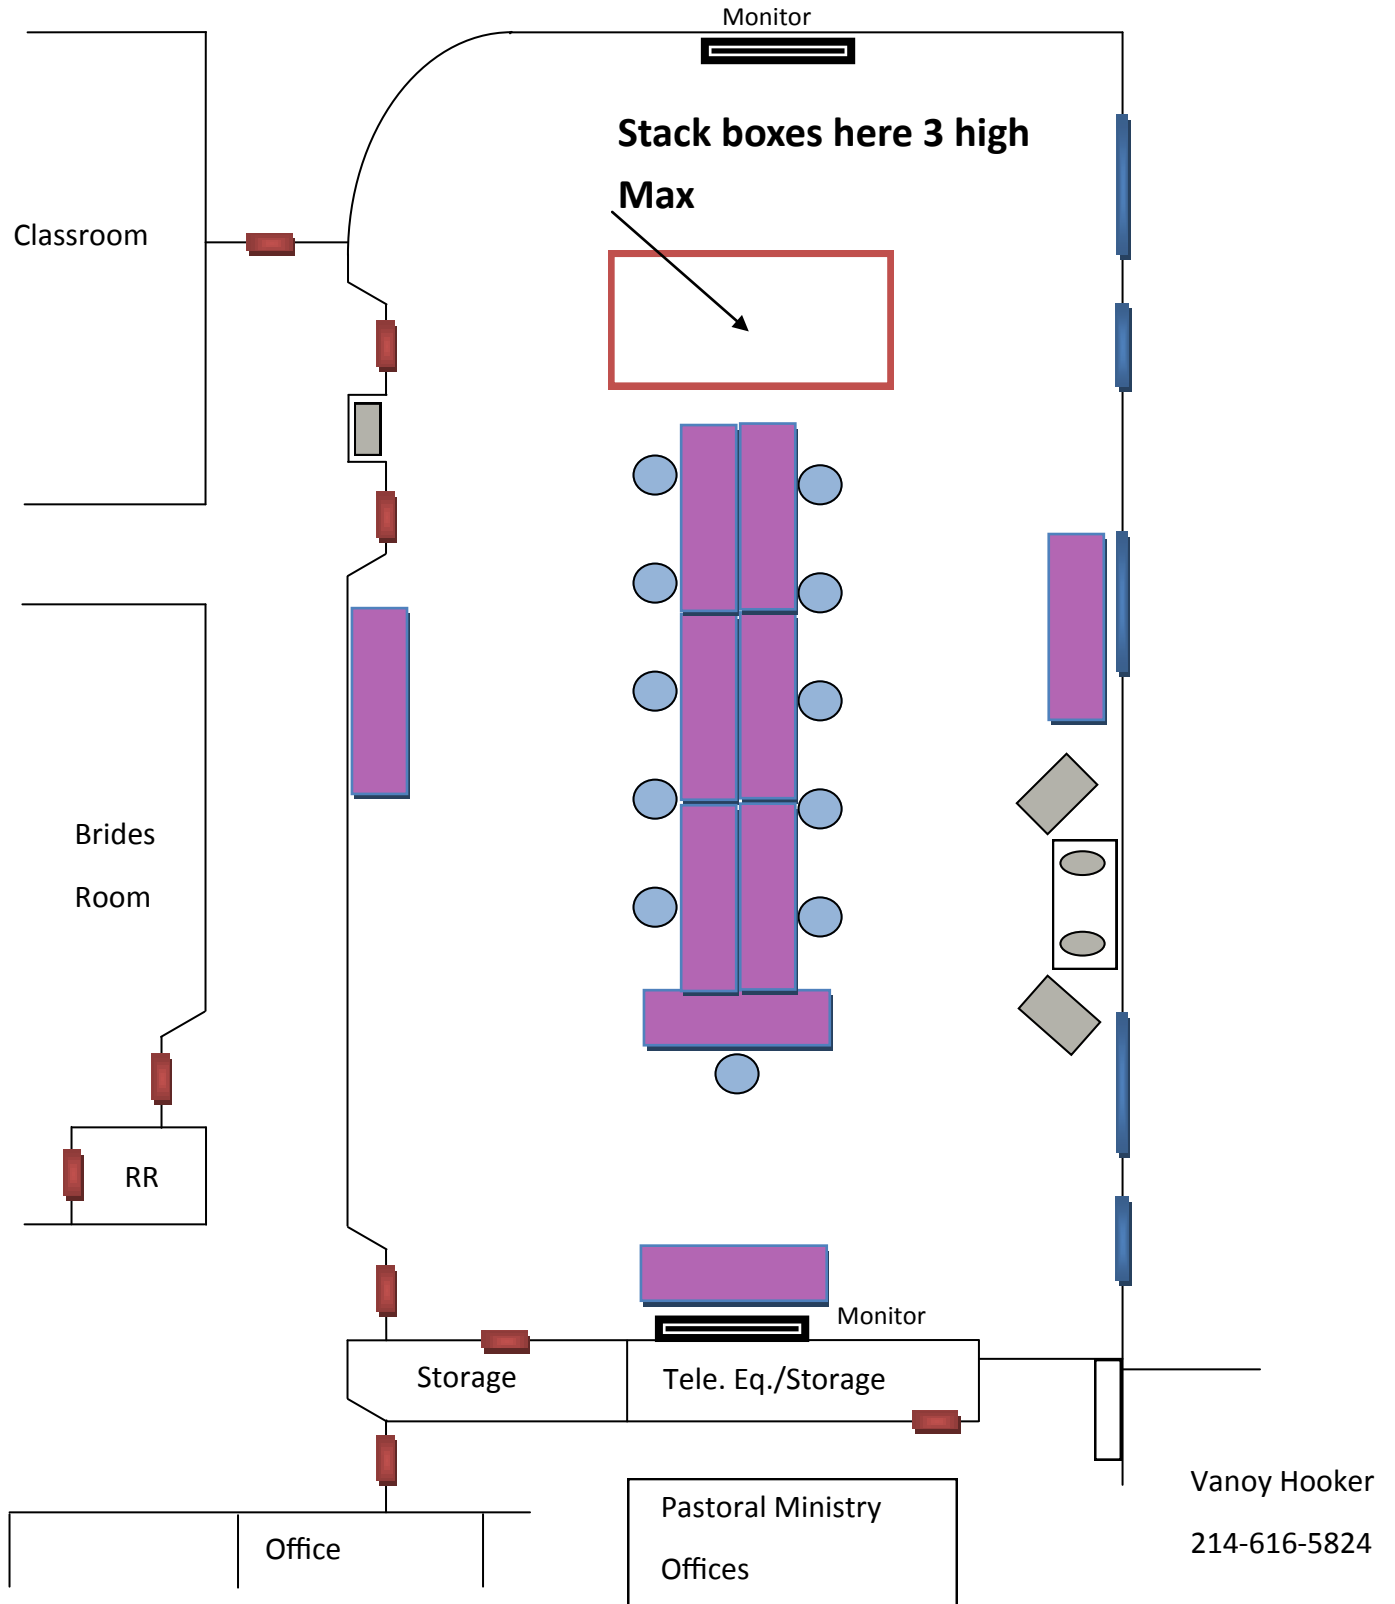 Monitor
Stack boxes here 3 high
Max
Classroom
Brides
Room
RR
Monitor
Storage
Tele. Eq./Storage
Pastoral Ministry
Offices
Office
Vanoy Hooker
214-616-5824